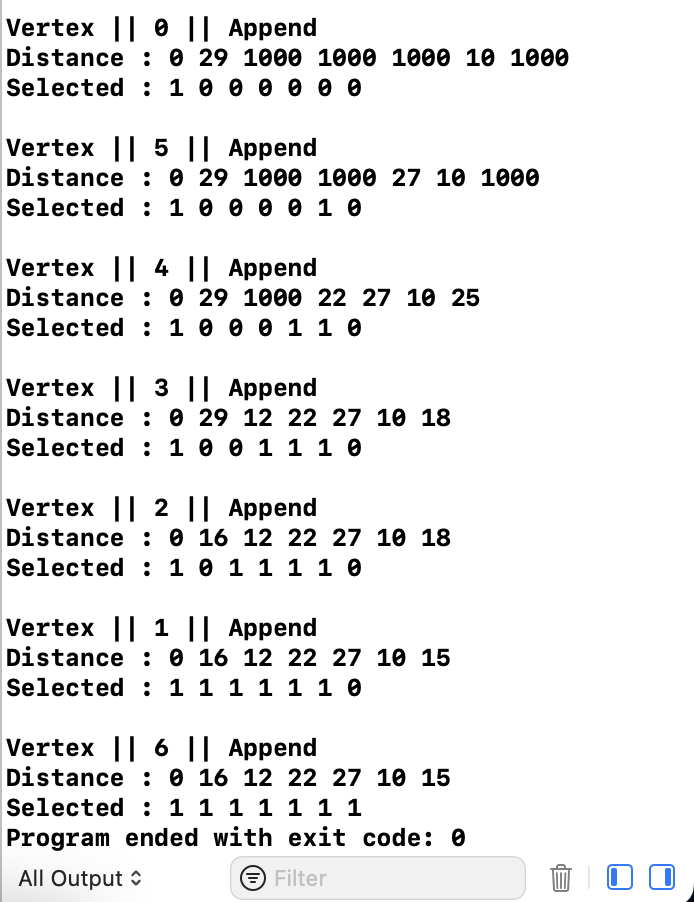 Vertex || 0 || Append
Distance : 0 29 1000 1000 1000 10 1000
Selected : 1 0 0 0 0 0 0
Vertex || 5 || Append
Distance : 0 29 1000 1000 27 10 1000
Selected : 1 0 0 0 0 1 0
Vertex || 4 || Append
Distance : 0 29 1000 22 27 10 25
Selected : 1 0 0 0 1 1 0
Vertex || 3 || Append
Distance : 0 29 12 22 27 10 18
Selected : 1 0 0 1 1 1 0
Vertex || 2 || Append
Distance : 0 16 12 22 27 10 18
Selected : 1 0 1 1 1 1 0
Vertex || 1 || Append
Distance : 0 16 12 22 27 10 15
Selected : 1 1 1 1 1 1 0
Vertex || 6 || Append
Distance : 0 16 12 22 27 10 15
Selected : 1 1 1 1 1 1 1
Program ended with exit code: 0
All Output Filter